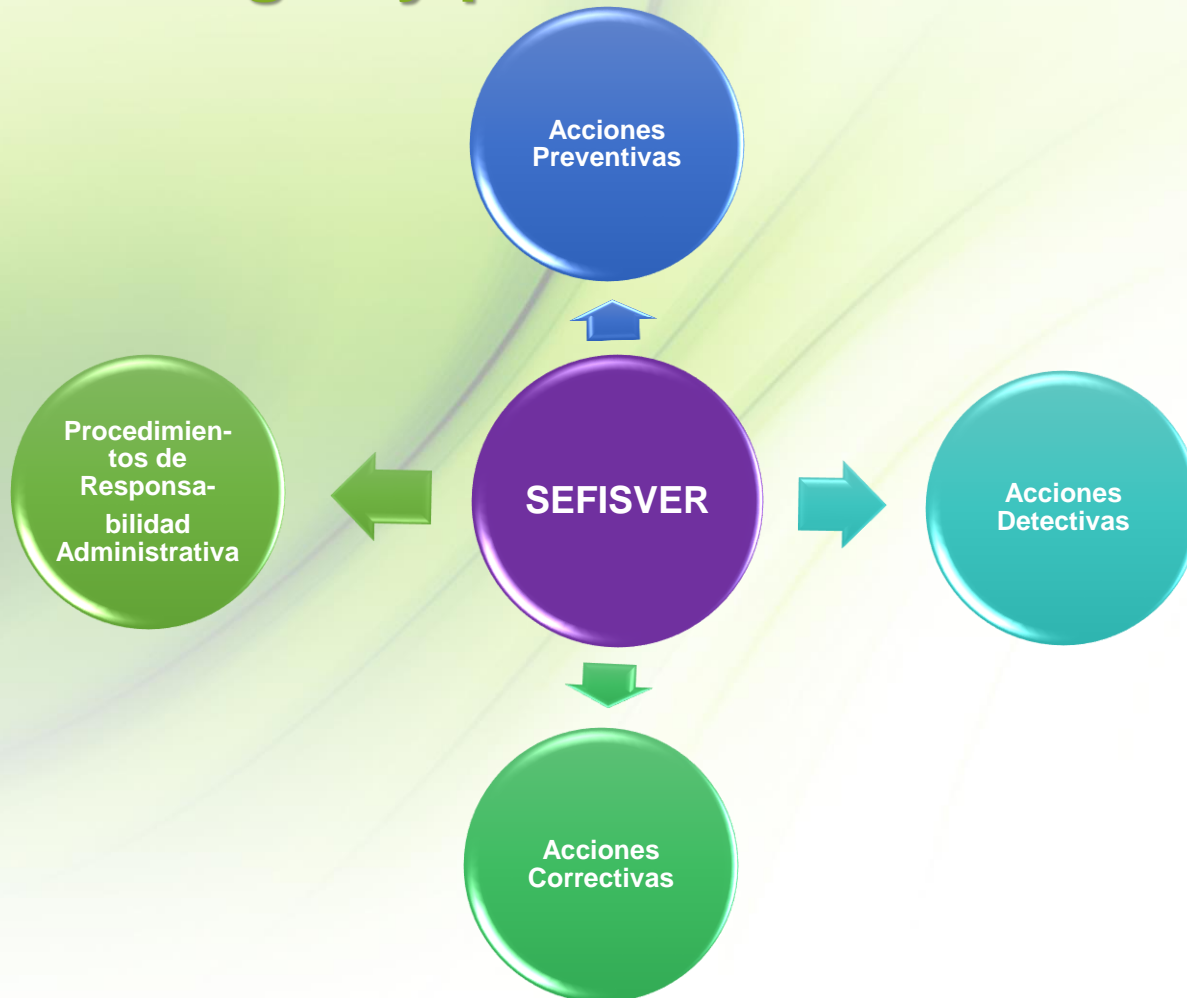 Acciones
Preventivas
Procedimien-
tos de
Responsa-
bilidad
Administrativa
SEFISVER
Acciones
Detectivas
Acciones
Correctivas